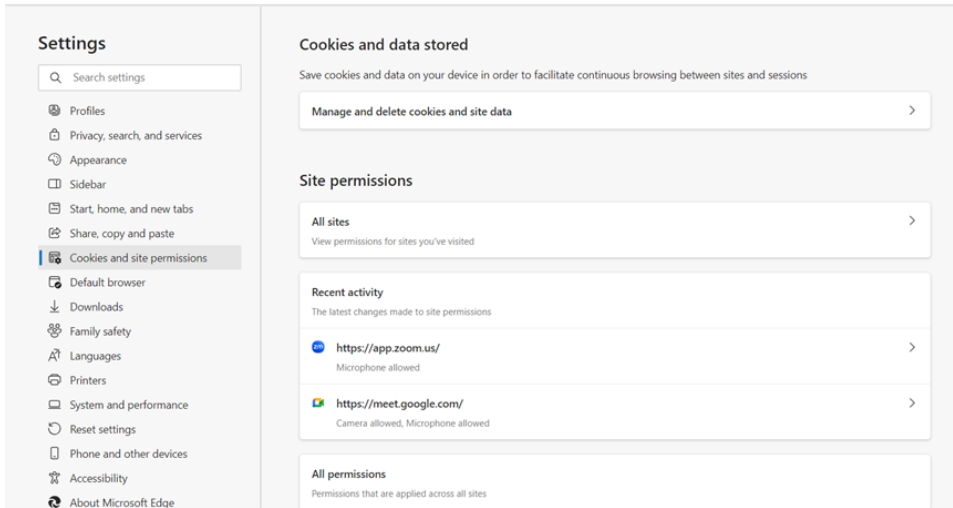 Settings
Search settings
Profiles
Privacy, search, and services
Appearance
Sidebar
Start, home, and new tabs
Share, copy and paste
Cookies and site permissions
Default browser
Downloads
Family safety
Languages
Printers
System and performance
Reset settings
Phone and other devices
Accessibility
About Microsoft Edge
Cookies and data stored
Save cookies and data on your device in order to facilitate continuous browsing between sites and sessions
Manage and delete cookies and site data
Site permissions
All sites
View permissions for sites you've visited
Recent activity
The latest changes made to site permissions
zm
https://app.zoom.us/
Microphone allowed
https://meet.google.com/
Camera allowed, Microphone allowed
All permissions
Permissions that are applied across all sites